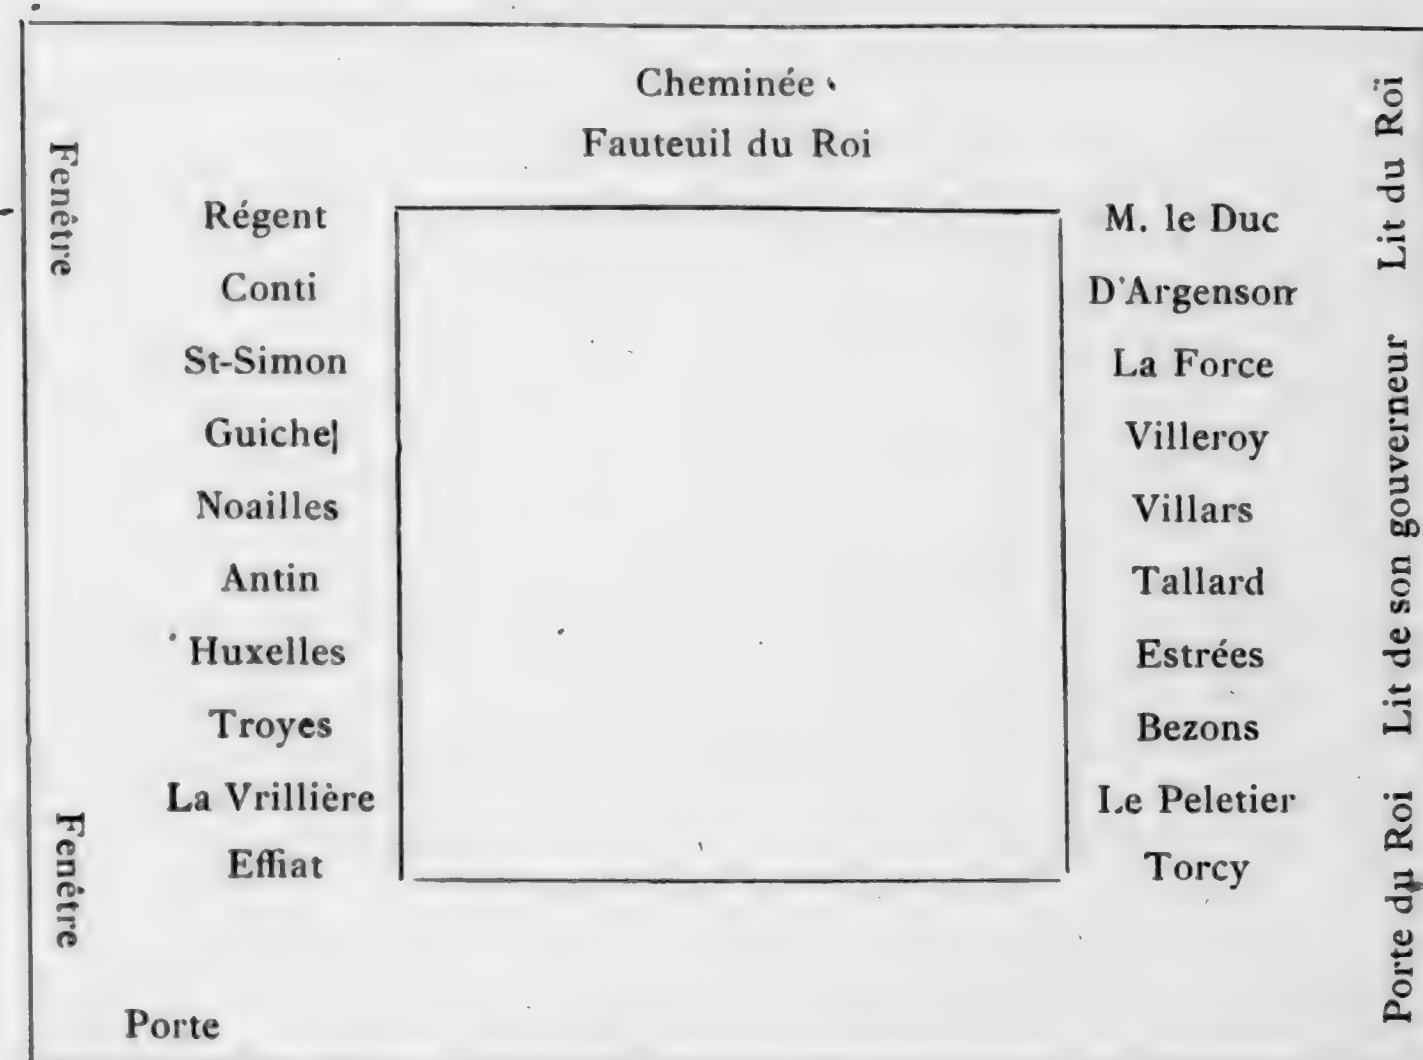 Cheminée
Fauteuil du Roi
Fenêtre
Fenêtre
Régent
Conti
St-Simon
Guiche
Noailles
Antin
Huxelles
Troyes
La Vrillière
Effiat
M. le Duc
D'Argenson
La Force
Villeroy
Villars
Tallard
Estrées
Bezons
Le Peletier
Torcy
Lit du Roi
Lit de son gouverneur
Porte du Roi
Porte